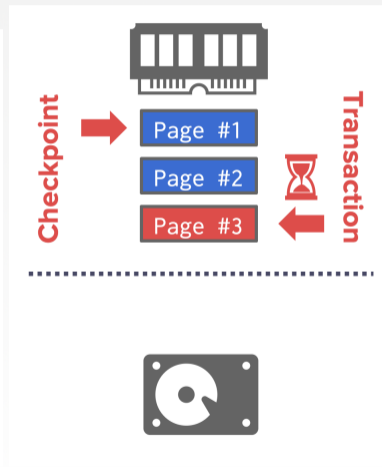 Checkpoint
Page #1
Page #2
Page #3
Transaction